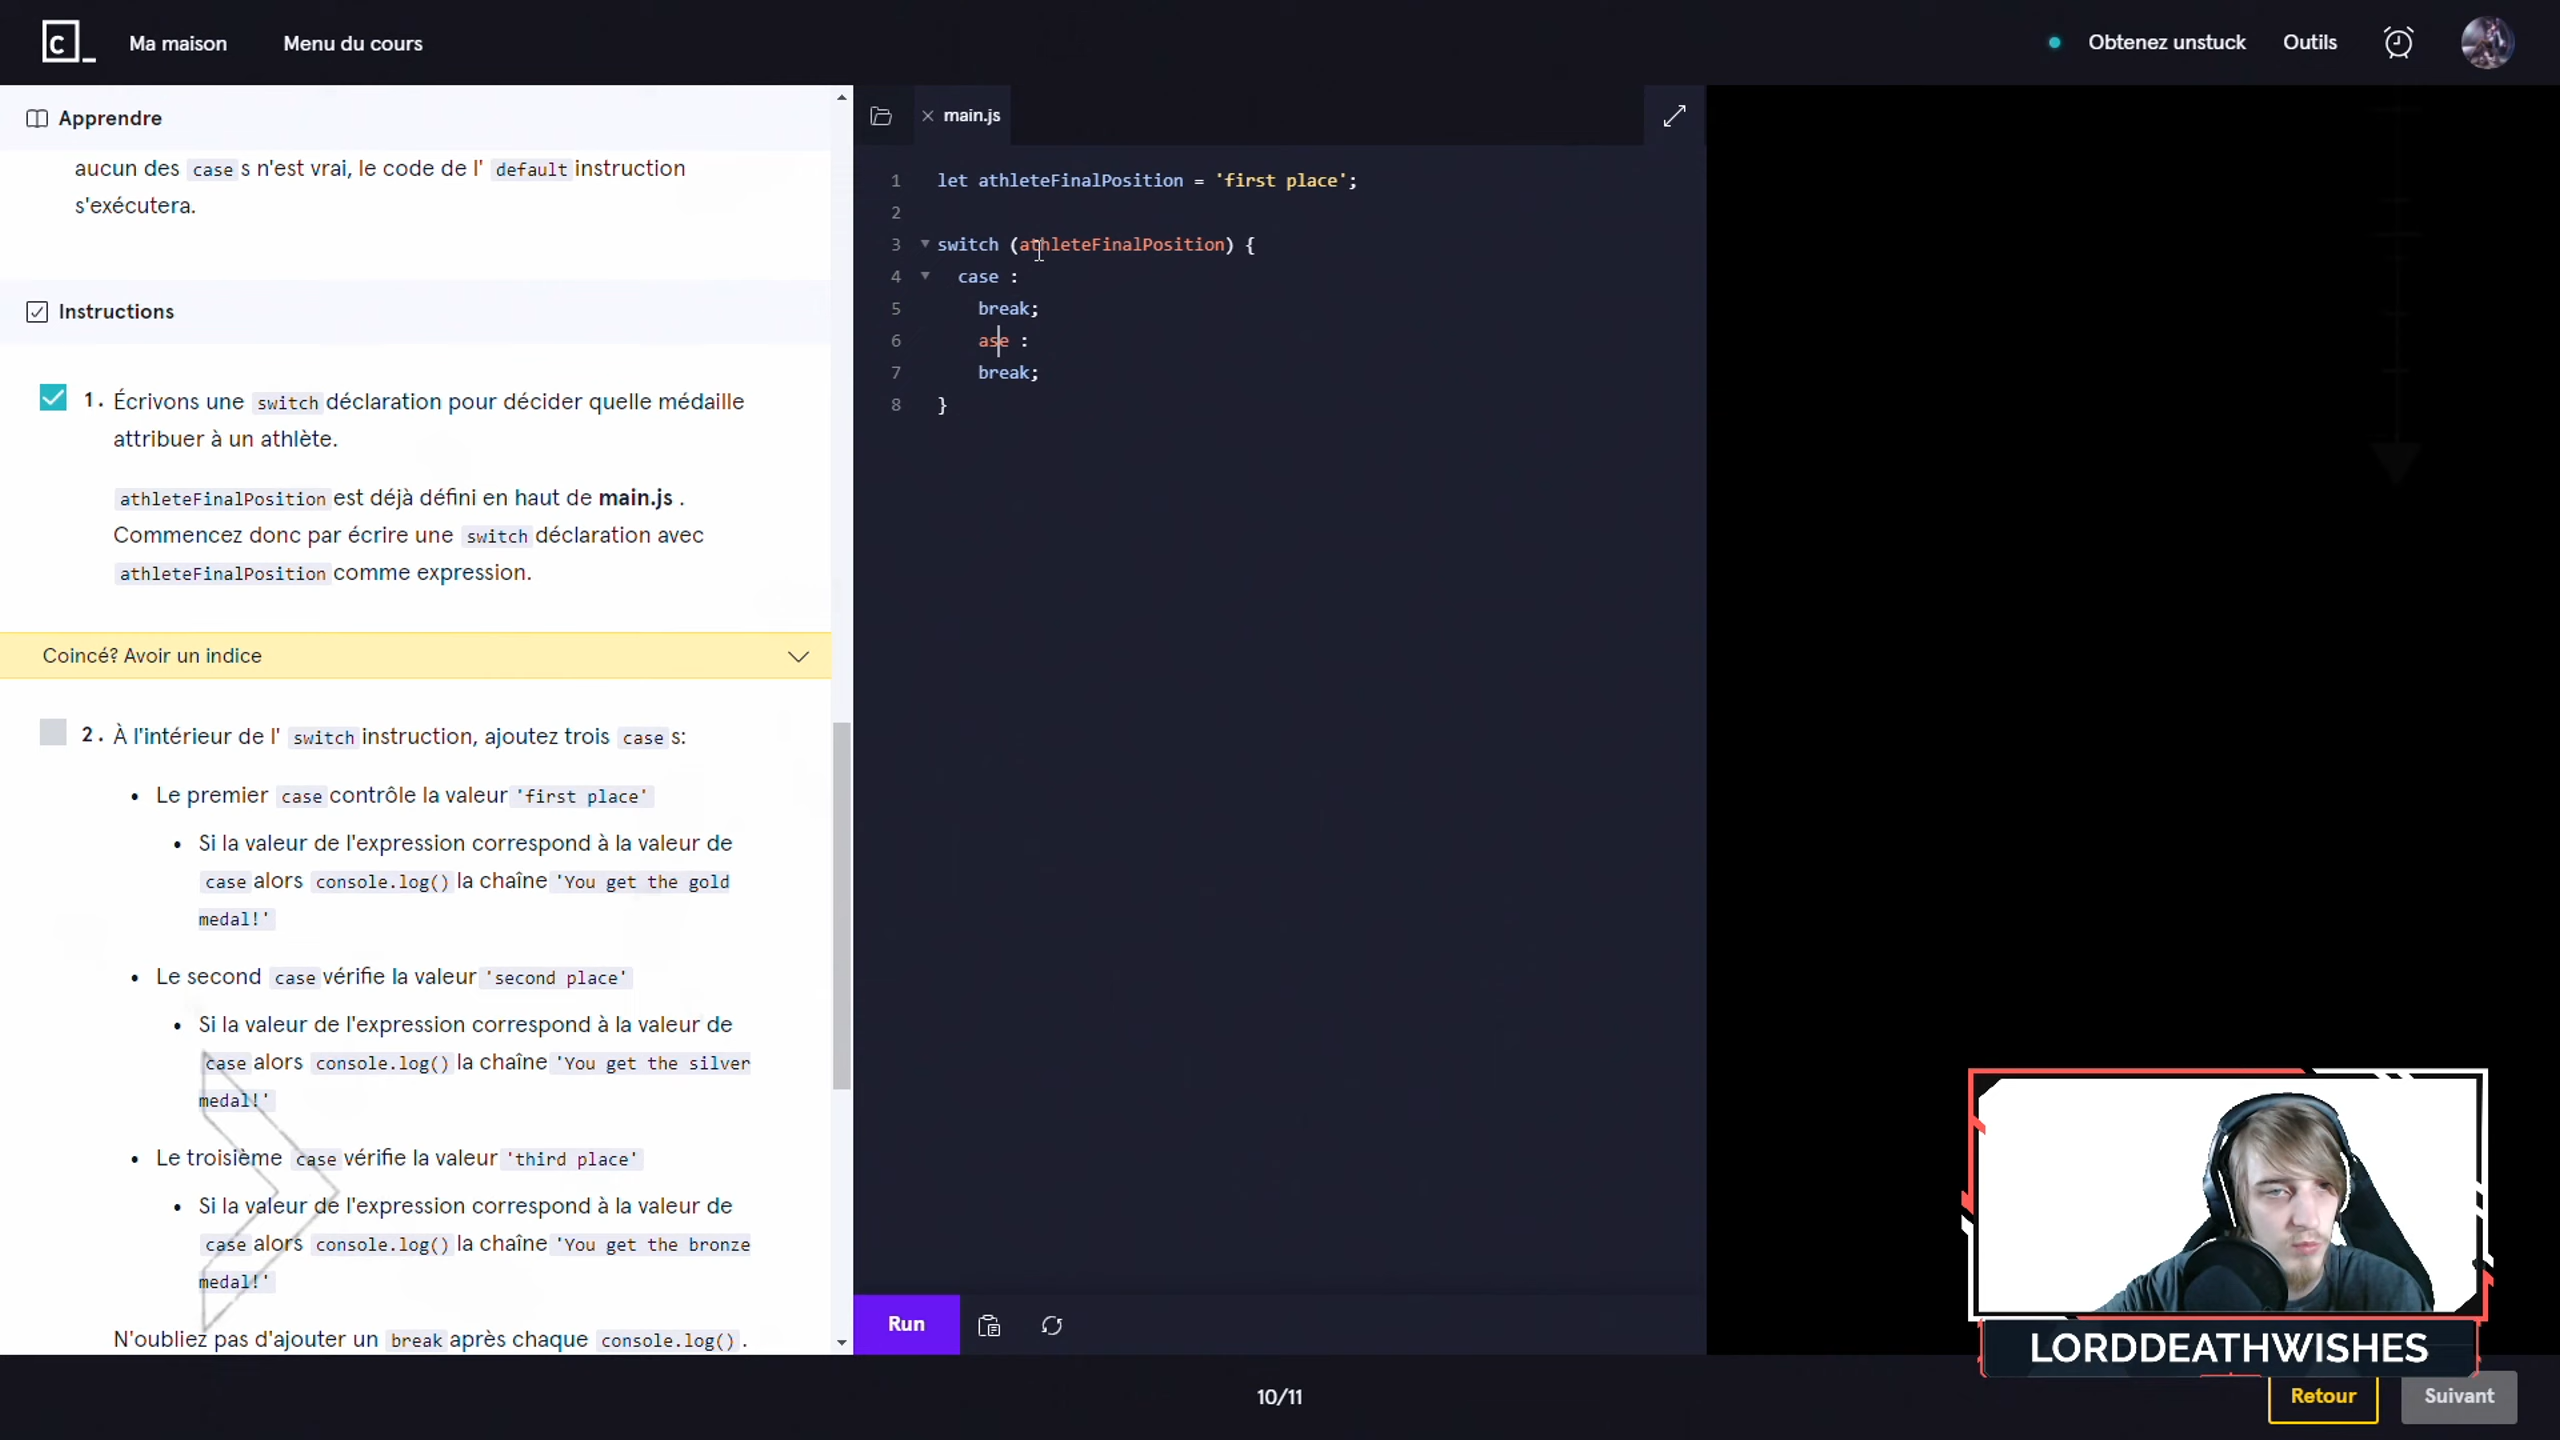 C_
Ma maison
Menu du cours
Obtenez unstuck
Outils
Apprendre
aucun des case s n'est vrai, le code de l' default instruction
s'exécutera.
Instructions
1. Écrivons une switch déclaration pour décider quelle médaille
attribuer à un athlète.
athleteFinalPosition est déjà défini en haut de main.js .
Commencez donc par écrire une switch déclaration avec
athleteFinalPosition comme expression.
Coincé? Avoir un indice
2. À l'intérieur de l' switch instruction, ajoutez trois case s:
• Le premier case contrôle la valeur 'first place'
• Si la valeur de l'expression correspond à la valeur de
case alors console.log() la chaîne 'You get the gold
medal!'
• Le second case vérifie la valeur 'second place'
• Si la valeur de l'expression correspond à la valeur de
case alors console.log() la chaîne 'You get the silver
medal!'
• Le troisième case vérifie la valeur 'third place'
• Si la valeur de l'expression correspond à la valeur de
case alors console.log() la chaîne 'You get the bronze
medal!'
N'oubliez pas d'ajouter un break après chaque console.log() .
main.js
1 let athleteFinalPosition = 'first place';
2
3 switch (athleteFinalPosition) {
4 case :
5 break;
6 ase :
7 break;
8 }
Run
LORDDEATHWISHES
10/11
Retour
Suivant